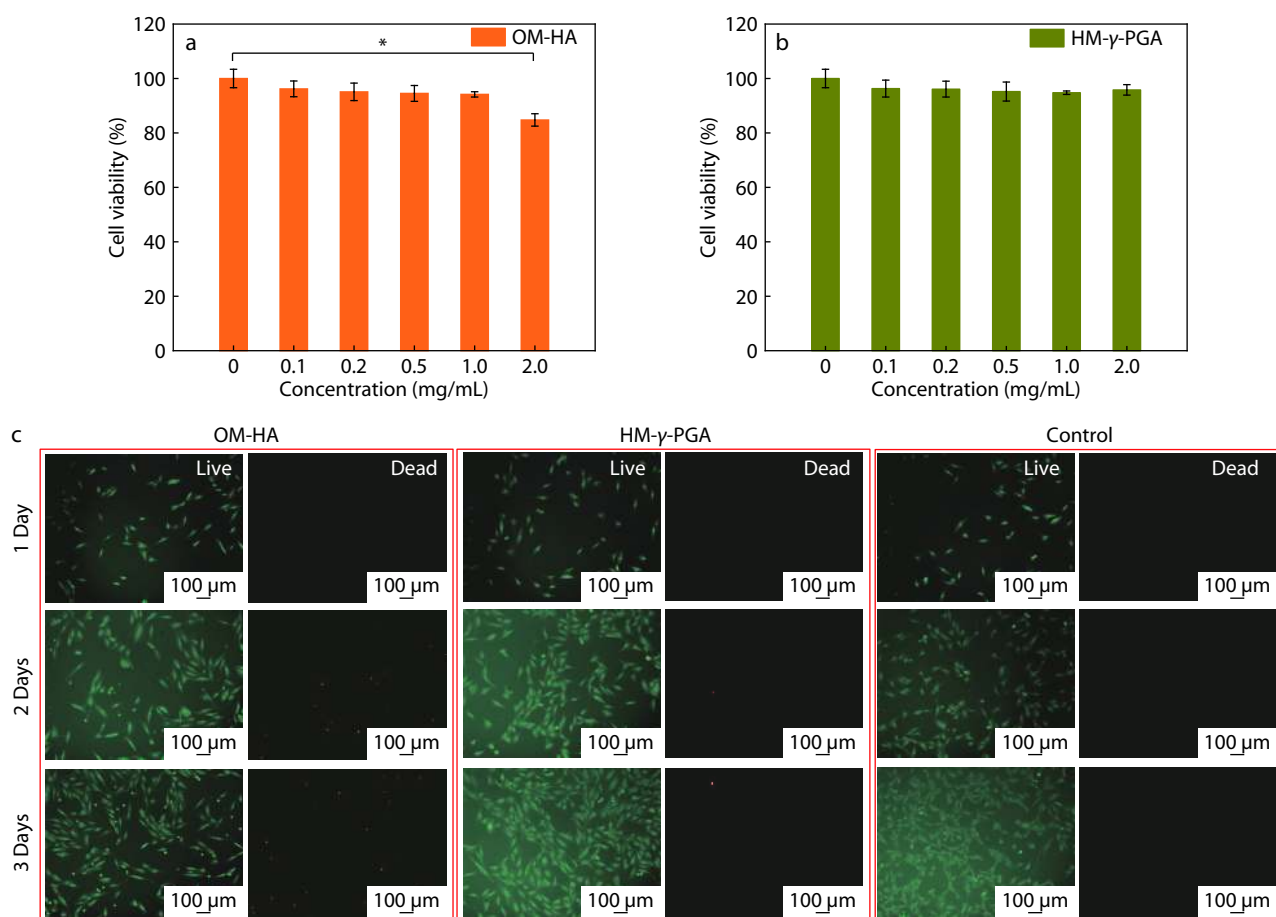 a
*
OM-HA
120
100
80
60
40
20
0
Cell viability (%)
0 0.1 0.2 0.5 1.0 2.0
Concentration (mg/mL)
b
HM-γ-PGA
120
100
80
60
40
20
0
Cell viability (%)
0 0.1 0.2 0.5 1.0 2.0
Concentration (mg/mL)
c
OM-HA HM-γ-PGA Control
Live Dead Live Dead Live Dead
1 Day
100 μm 100 μm 100 μm 100 μm 100 μm 100 μm
2 Days
100 μm 100 μm 100 μm 100 μm 100 μm 100 μm
3 Days
100 μm 100 μm 100 μm 100 μm 100 μm 100 μm